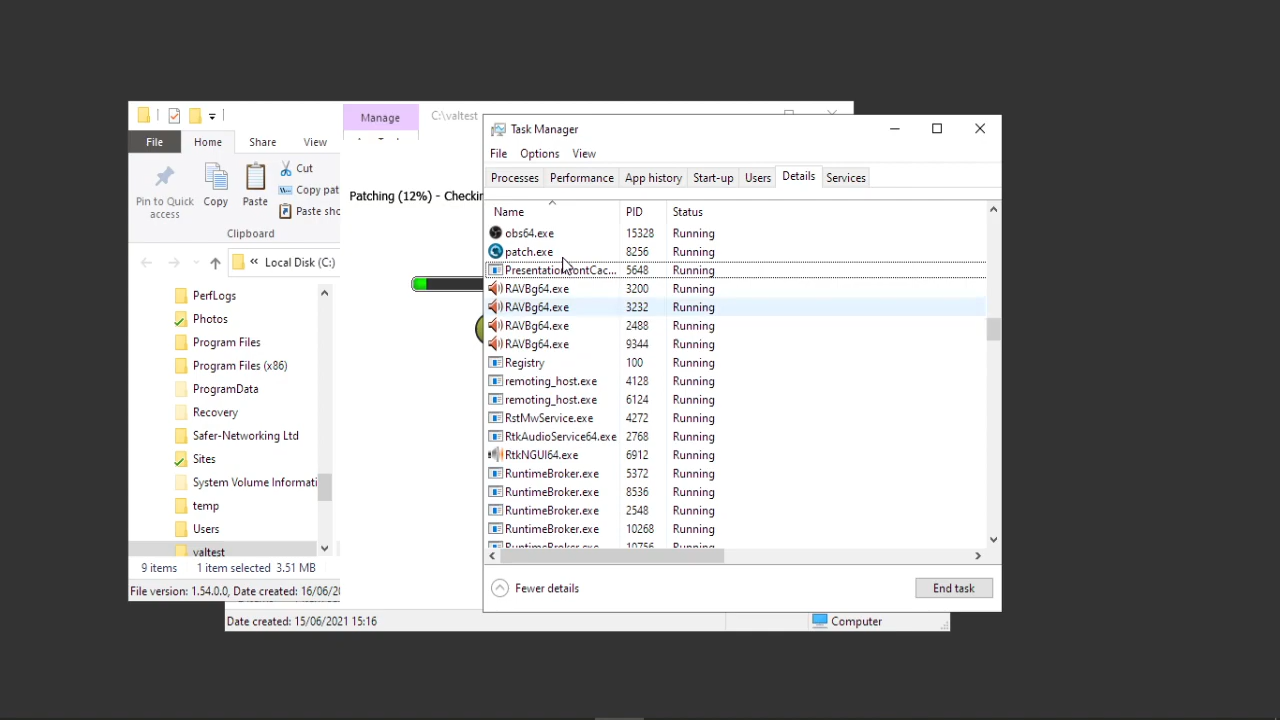 Manage
C:\valtest
File
Home
Share
View
Pin to Quick access
Copy
Paste
Cut
Copy pat
Paste sho
Clipboard
« Local Disk (C:)
PerfLogs
Photos
Program Files
Program Files (x86)
ProgramData
Recovery
Safer-Networking Ltd
Sites
System Volume Informati
temp
Users
valtest
9 items 1 item selected 3.51 MB
File version: 1.54.0.0, Date created: 16/06/20
Patching (12%) - Checkin
Date created: 15/06/2021 15:16
Computer
Task Manager
File Options View
Processes Performance App history Start-up Users Details Services
Name PID Status
obs64.exe 15328 Running
patch.exe 8256 Running
5648 Running
RAVBg64.exe 3200 Running
RAVBg64.exe 3232 Running
RAVBg64.exe 2488 Running
RAVBg64.exe 9344 Running
Registry 100 Running
remoting_host.exe 4128 Running
remoting_host.exe 6124 Running
RstMwService.exe 4272 Running
RtkAudioService64.exe 2768 Running
RtkNGUI64.exe 6912 Running
RuntimeBroker.exe 5372 Running
RuntimeBroker.exe 8536 Running
RuntimeBroker.exe 2548 Running
RuntimeBroker.exe 10268 Running
RuntimeBroker.exe 10756 Running
Fewer details
End task